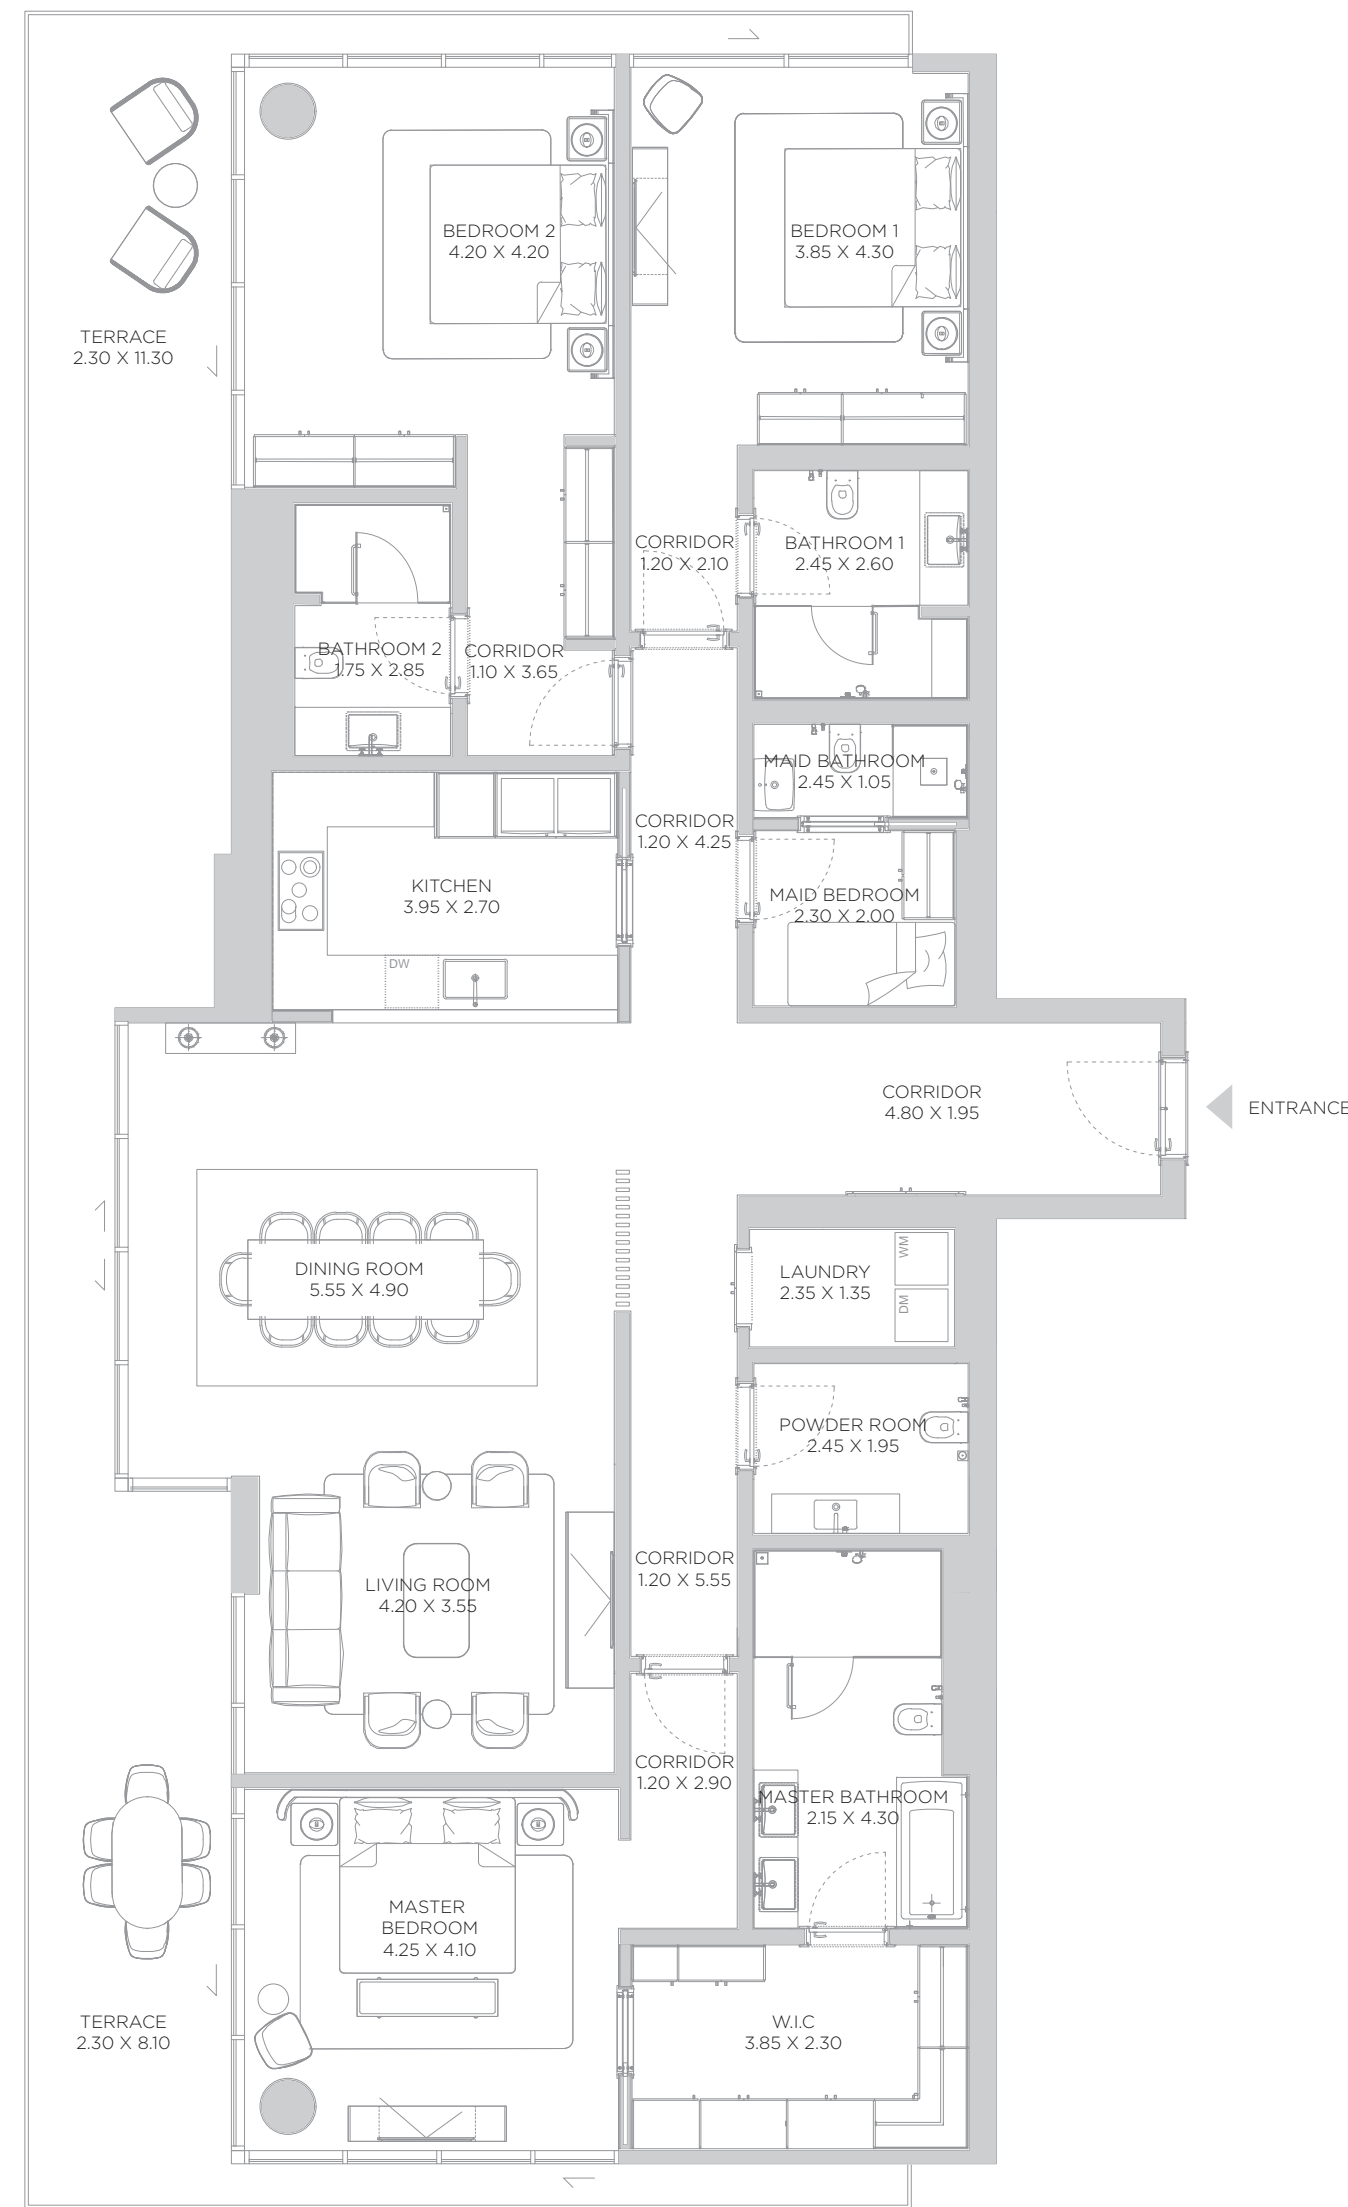 BEDROOM 2
4.20 X 4.20
BEDROOM 1
3.85 X 4.30
TERRACE
2.30 X 11.30
CORRIDOR
1.20 X 2.10
BATHROOM 1
2.45 X 2.60
BATHROOM 2
1.75 X 2.85
CORRIDOR
1.10 X 3.65
MAID BATHROOM
2.45 X 1.05
CORRIDOR
1.20 X 4.25
KITCHEN
3.95 X 2.70
MAID BEDROOM
2.30 X 2.00
DW
CORRIDOR
4.80 X 1.95
ENTRANCE
DINING ROOM
5.55 X 4.90
LAUNDRY
2.35 X 1.35
WM
DM
POWDER ROOM
2.45 X 1.95
CORRIDOR
1.20 X 5.55
LIVING ROOM
4.20 X 3.55
CORRIDOR
1.20 X 2.90
MASTER BATHROOM
2.15 X 4.30
MASTER
BEDROOM
4.25 X 4.10
TERRACE
2.30 X 8.10
W.I.C
3.85 X 2.30